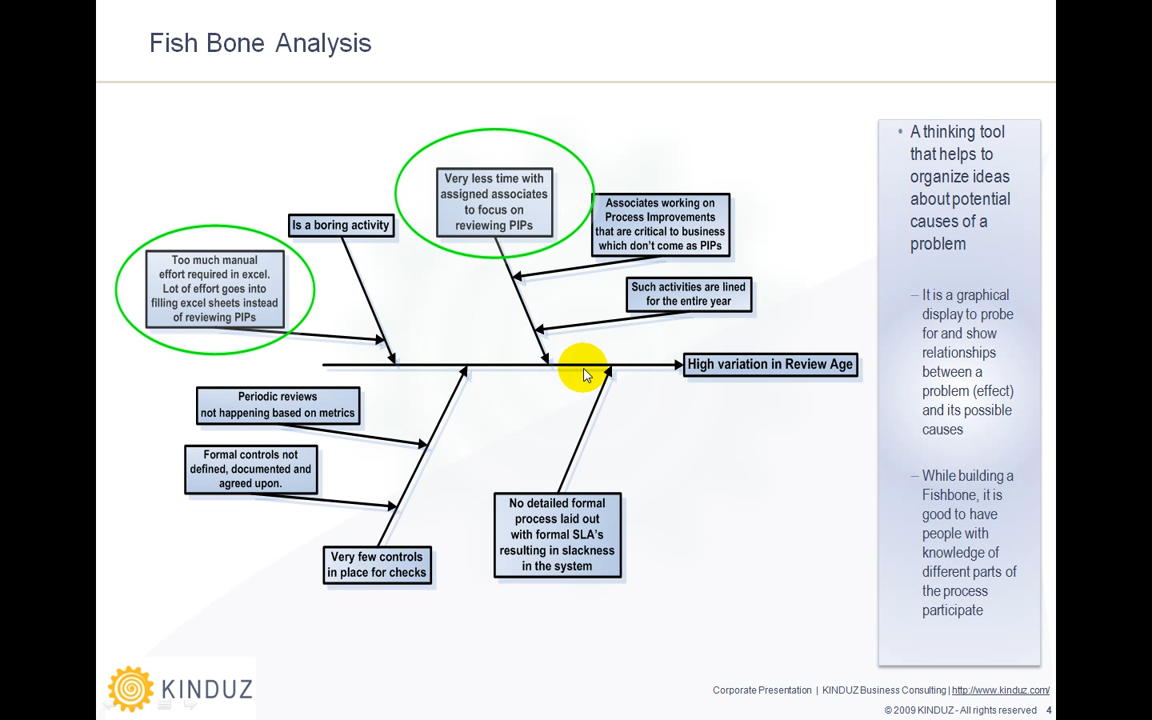 Fish Bone Analysis
Very less time with
assigned associates
to focus on
reviewing PIPs
Associates working on
Process Improvements
that are critical to business
which don't come as PIPs
Is a boring activity
Too much manual
effort required in excel.
Lot of effort goes into
filling excel sheets instead
of reviewing PIPs
Such activities are lined
for the entire year
High variation in Review Age
Periodic reviews
not happening based on metrics
Formal controls not
defined, documented and
agreed upon.
Very few controls
in place for checks
No detailed formal
process laid out
with formal SLA's
resulting in slackness
in the system
• A thinking tool
that helps to
organize ideas
about potential
causes of a
problem
– It is a graphical
display to probe
for and show
relationships
between a
problem (effect)
and its possible
causes
– While building a
Fishbone, it is
good to have
people with
knowledge of
different parts of
the process
participate
KINDUZ
Corporate Presentation | KINDUZ Business Consulting | http://www.kinduz.com/
© 2009 KINDUZ - All rights reserved 4